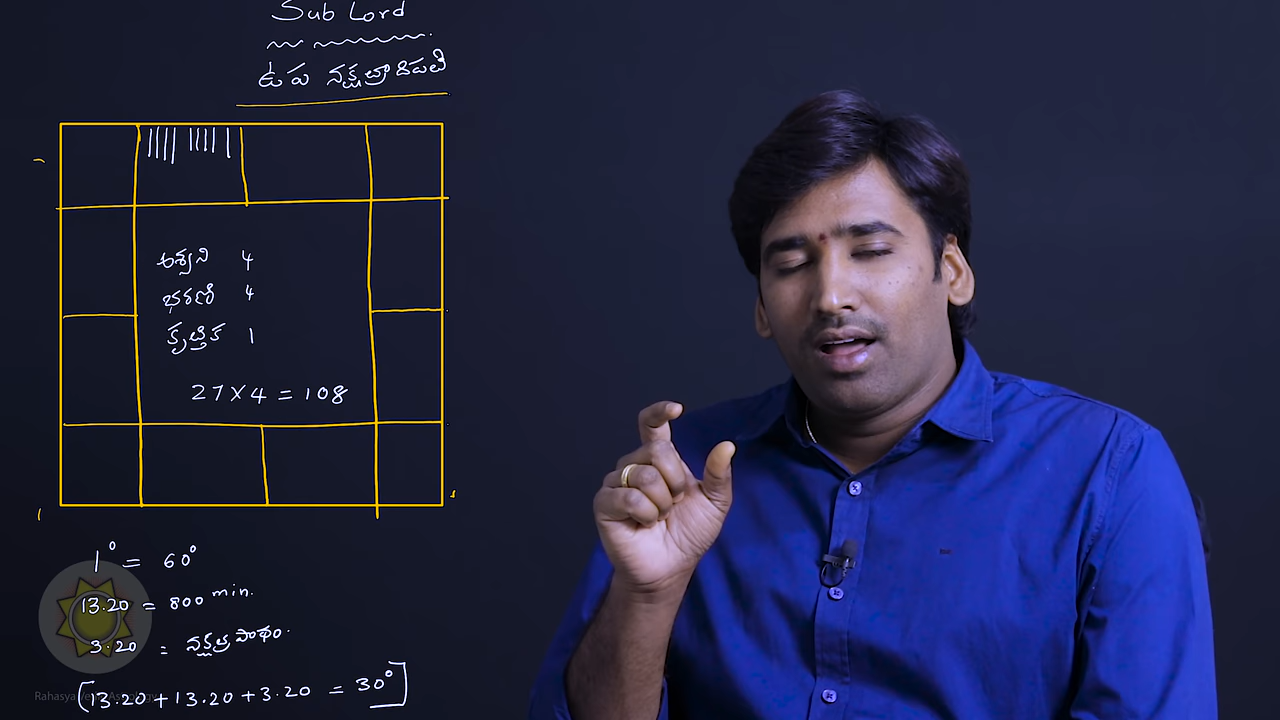 Sub Lord
ఉప నక్షత్రాధిపతి
అశ్వని 4
భరణి 4
కృత్తిక 1
27 X 4 = 108
1° = 60°
13.20 = 800 min.
3.20 = నక్షత్ర పాదం.
[13.20 + 13.20 + 3.20 = 30°]